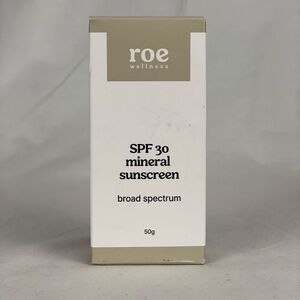 roe
wellness
SPF 30
mineral
sunscreen
broad spectrum
50g